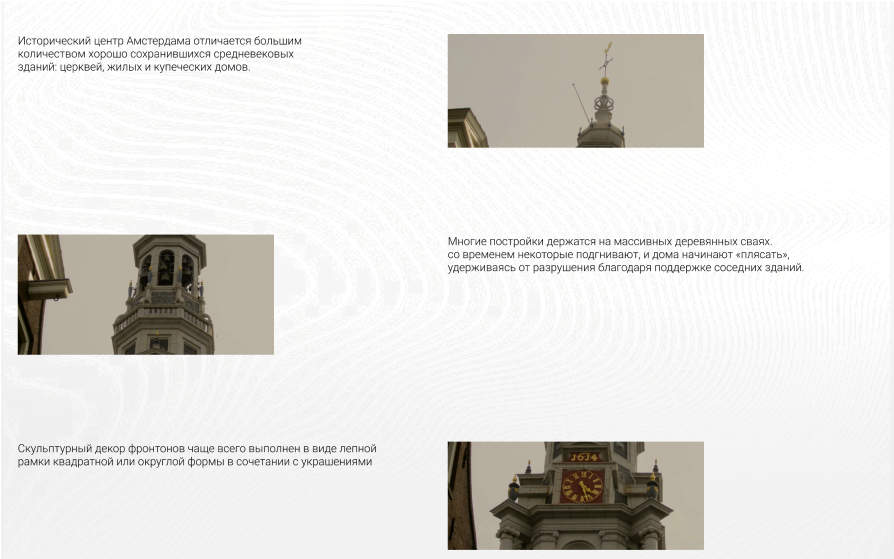 Исторический центр Амстердама отличается большим
количеством хорошо сохранившихся средневековых
зданий: церквей, жилых и купеческих домов.
Многие постройки держатся на массивных деревянных сваях.
со временем некоторые подгнивают, и дома начинают «плясать»,
удерживаясь от разрушения благодаря поддержке соседних зданий.
Скульптурный декор фронтонов чаще всего выполнен в виде лепной
рамки квадратной или округлой формы в сочетании с украшениями
1614